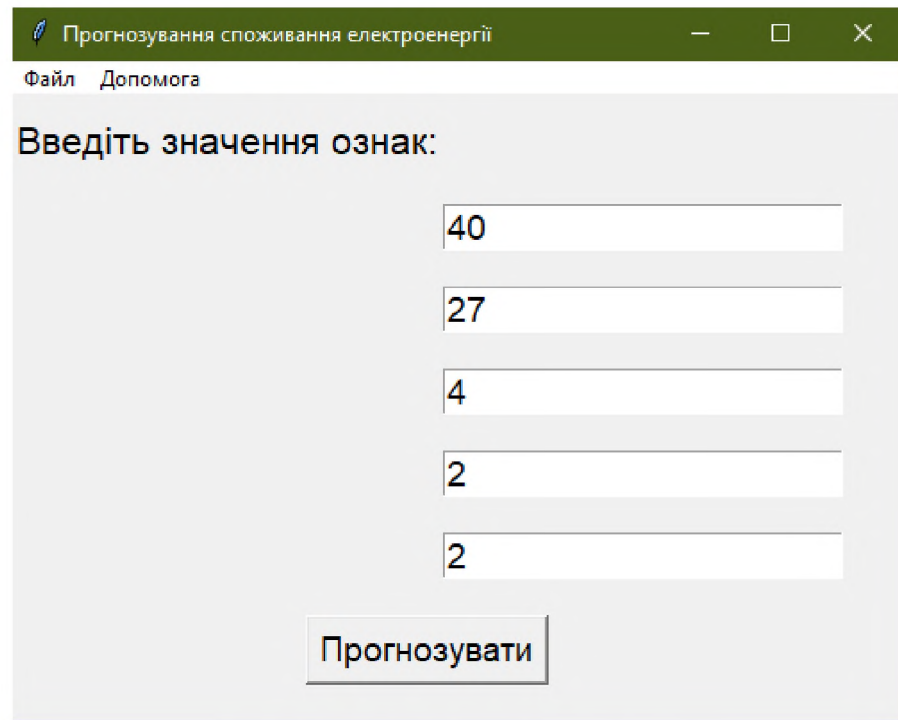 Прогнозування споживання електроенергії
Файл Допомога
Введіть значення ознак:
40
27
4
2
2
Прогнозувати